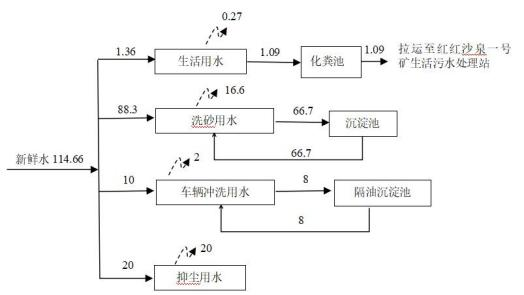 0.27
1.36
生活用水
1.09
化粪池
1.09
拉运至红红沙泉一号
矿生活污水处理站
16.6
88.3
洗砂用水
66.7
沉淀池
66.7
新鲜水 114.66
2
10
车辆冲洗用水
8
隔油沉淀池
8
20
20
抑尘用水